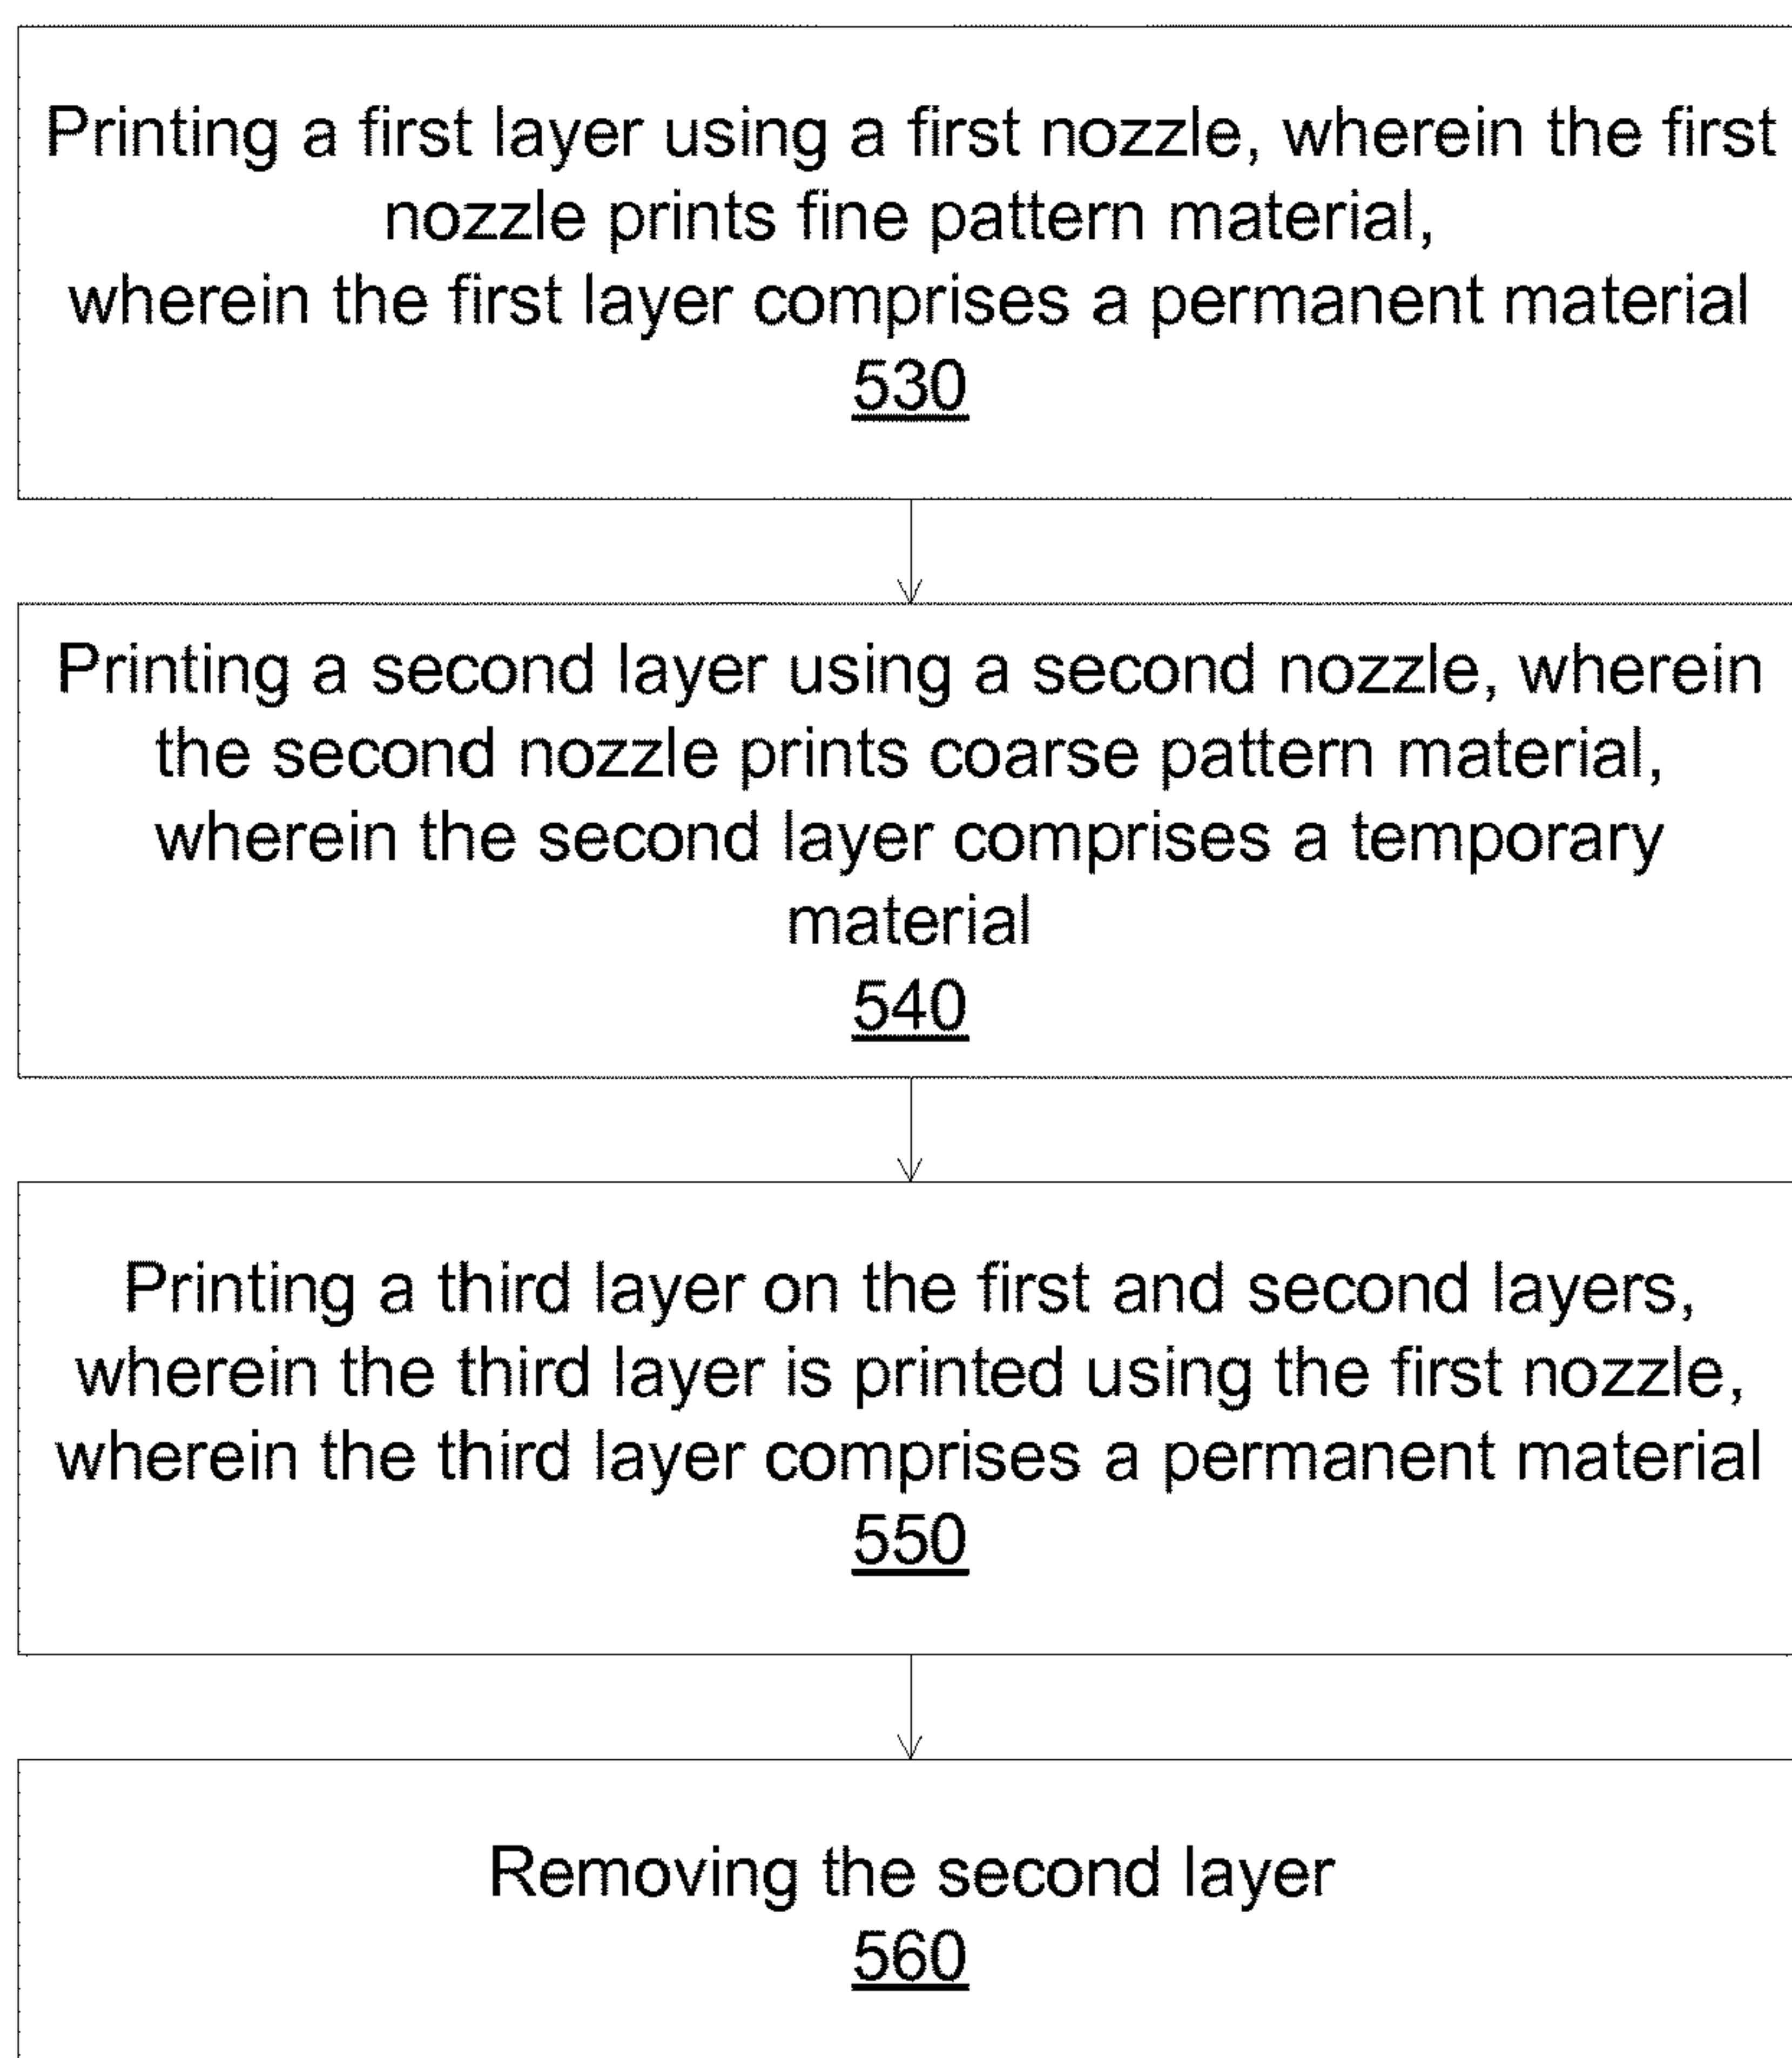 Printing a first layer using a first nozzle, wherein the first
nozzle prints fine pattern material,
wherein the first layer comprises a permanent material
530
Printing a second layer using a second nozzle, wherein
the second nozzle prints coarse pattern material,
wherein the second layer comprises a temporary
material
540
Printing a third layer on the first and second layers,
wherein the third layer is printed using the first nozzle,
wherein the third layer comprises a permanent material
550
Removing the second layer
560